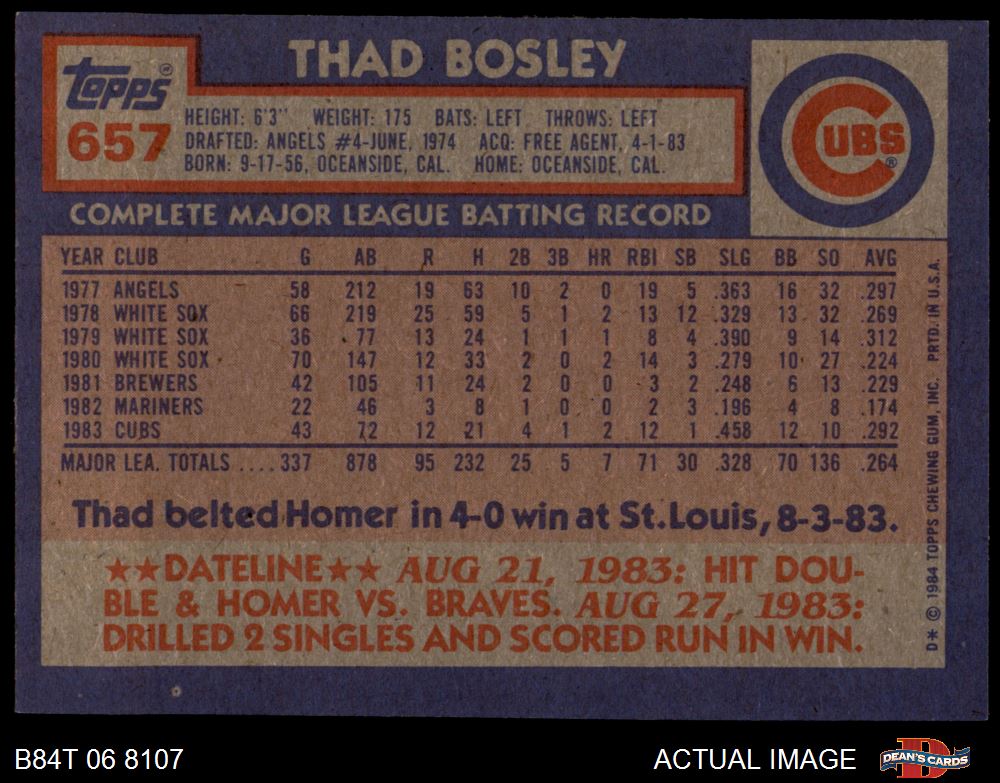 THAD BOSLEY
Topps®
657
HEIGHT: 6'3" WEIGHT: 175 BATS: LEFT THROWS: LEFT
DRAFTED: ANGELS #4-JUNE, 1974 ACQ: FREE AGENT, 4-1-83
BORN: 9-17-56, OCEANSIDE, CAL. HOME: OCEANSIDE, CAL.
CUBS®
COMPLETE MAJOR LEAGUE BATTING RECORD
YEAR CLUB G AB R H 2B 3B HR RBI SB SLG BB SO AVG
1977 ANGELS 58 212 19 63 10 2 0 19 5 .363 16 32 .297
1978 WHITE SOX 66 219 25 59 5 1 2 13 12 .329 13 32 .269
1979 WHITE SOX 36 77 13 24 1 1 1 8 4 .390 9 14 .312
1980 WHITE SOX 70 147 12 33 2 0 2 14 3 .279 10 27 .224
1981 BREWERS 42 105 11 24 2 0 0 3 2 .248 6 13 .229
1982 MARINERS 22 46 3 8 1 0 0 2 3 .196 4 8 .174
1983 CUBS 43 72 12 21 4 1 2 12 1 .458 12 10 .292
MAJOR LEA. TOTALS ....337 878 95 232 25 5 7 71 30 .328 70 136 .264
Thad belted Homer in 4-0 win at St. Louis, 8-3-83.
★★DATELINE★★ AUG 21, 1983: HIT DOU-
BLE & HOMER VS. BRAVES. AUG 27, 1983:
DRILLED 2 SINGLES AND SCORED RUN IN WIN.
D* © 1984 TOPPS CHEWING GUM, INC. PRTD. IN U.S.A.
B84T 06 8107
ACTUAL IMAGE
D
DEAN'S CARDS